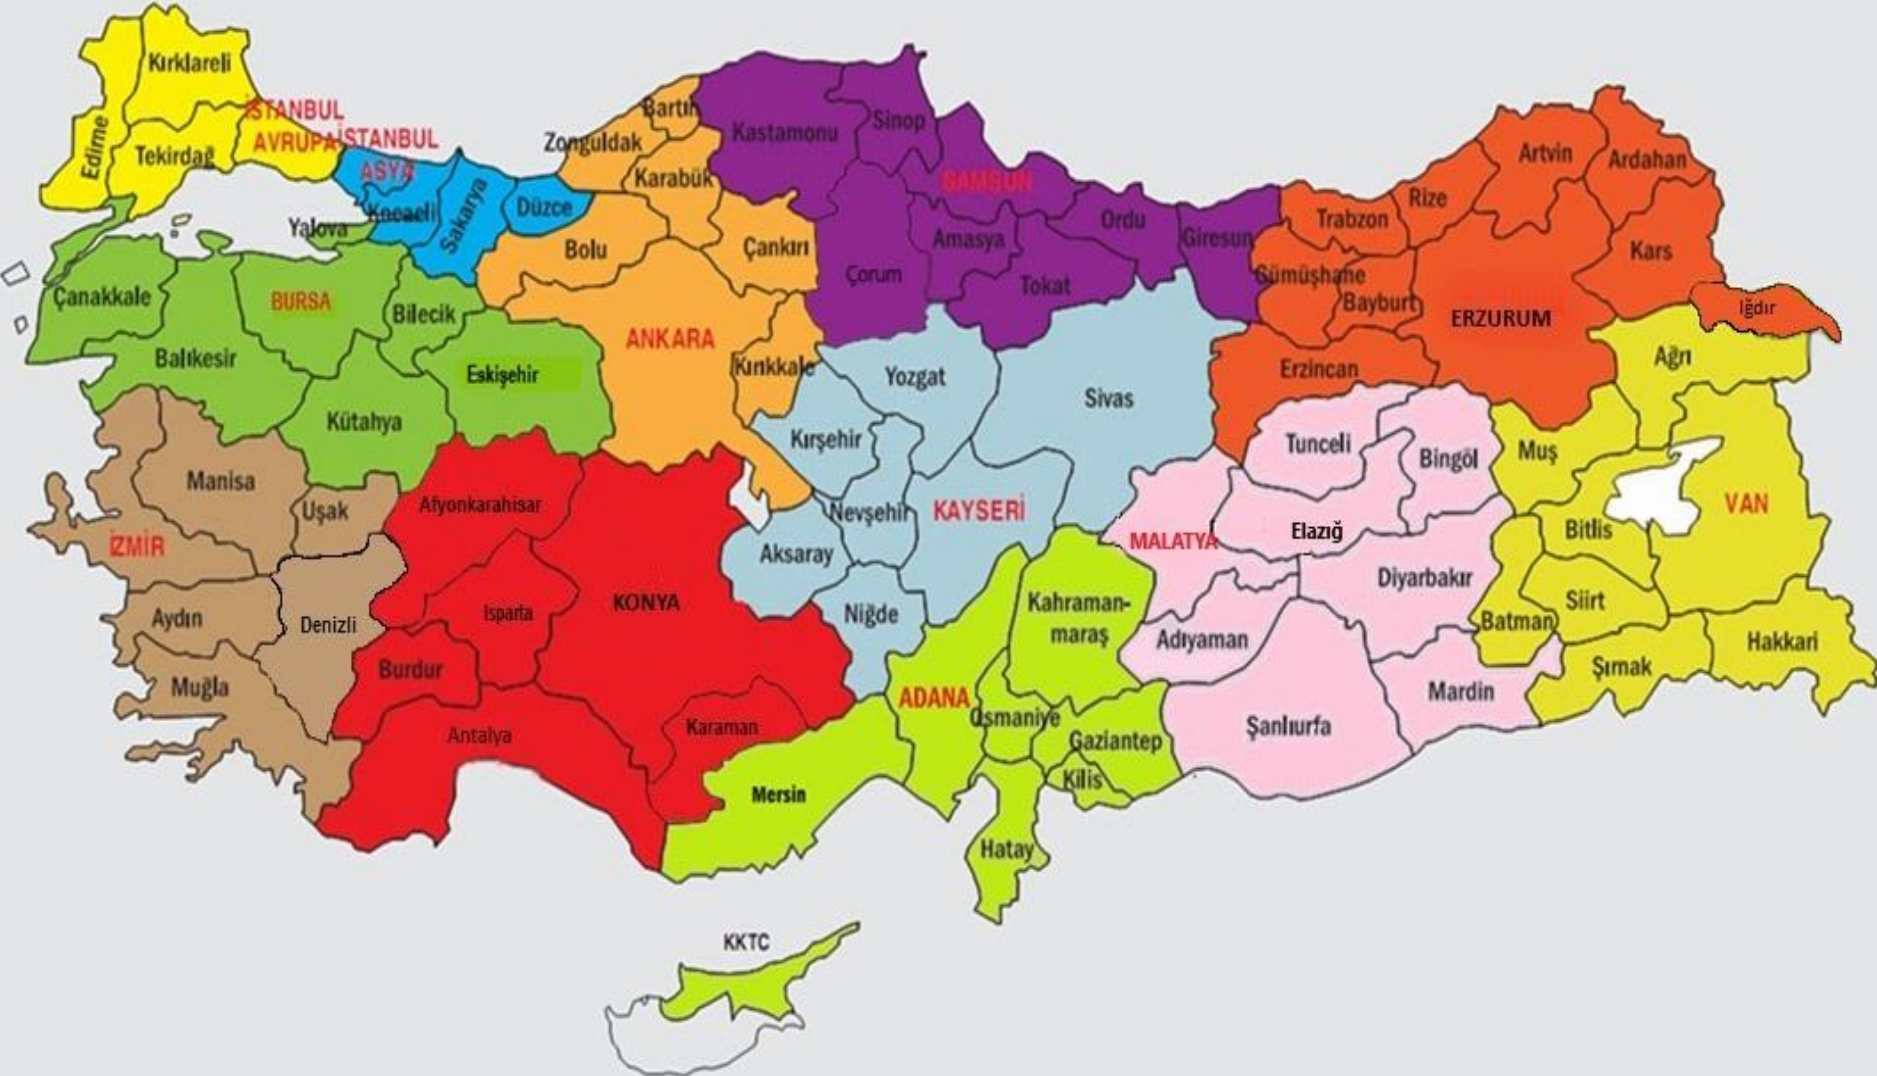 Kırklareli
Edirne
Tekirdağ
İSTANBUL
AVRUPA
İSTANBUL
ASYA
Kocaeli
Sakarya
Düzce
Yalova
Zonguldak
Bartın
Karabük
Bolu
Çankırı
ANKARA
Kırıkkale
Kastamonu
Sinop
SAMSUN
Çorum
Amasya
Tokat
Ordu
Giresun
Trabzon
Rize
Artvin
Ardahan
Kars
Gümüşhane
Bayburt
ERZURUM
Iğdır
Erzincan
Çanakkale
BURSA
Bilecik
Balıkesir
Eskişehir
Kütahya
Yozgat
Sivas
Kırşehir
Nevşehir
KAYSERİ
Aksaray
Niğde
Ağrı
Muş
VAN
Bitlis
Siirt
Batman
Şırnak
Hakkari
Tunceli
Bingöl
MALATYA
Elazığ
Diyarbakır
Adıyaman
Şanlıurfa
Mardin
Manisa
Uşak
İZMİR
Aydın
Denizli
Muğla
Afyonkarahisar
Isparta
KONYA
Burdur
Antalya
Karaman
Kahraman-
maraş
ADANA
Osmaniye
Gaziantep
Kilis
Mersin
Hatay
KKTC